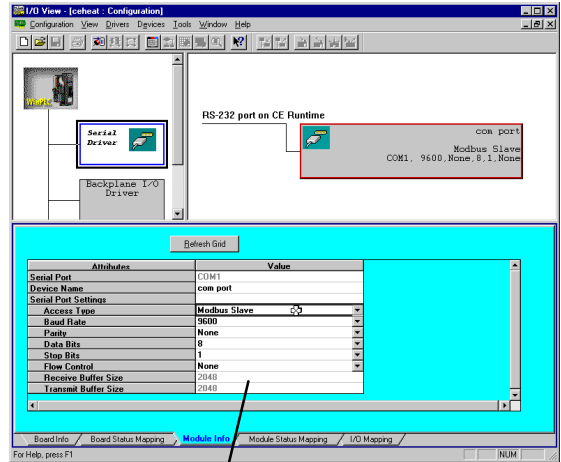 I/O View - [ceheat : Configuration]
Configuration View Drivers Devices Tools Window Help
WinPLC
Serial
Driver
Backplane I/O
Driver
RS-232 port on CE Runtime
com port
Modbus Slave
COM1, 9600,None,8,1,None
Refresh Grid
Attributes Value
Serial Port COM1
Device Name com port
Serial Port Settings
Access Type Modbus Slave
Baud Rate 9600
Parity None
Data Bits 8
Stop Bits 1
Flow Control None
Receive Buffer Size 2048
Transmit Buffer Size 2048
Board Info Board Status Mapping Module Info Module Status Mapping I/O Mapping
For Help, press F1 NUM